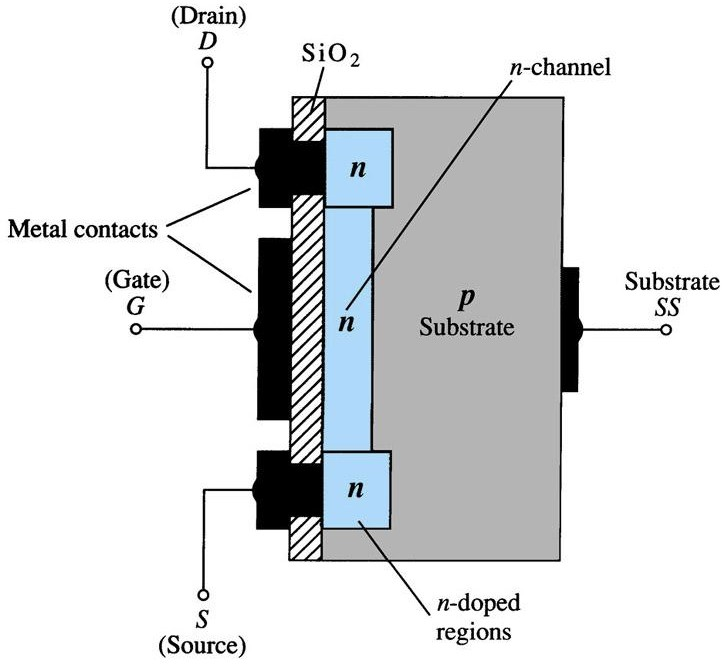 (Drain)
D
SiO₂
n-channel
n
Metal contacts
(Gate)
G
n
p
Substrate
Substrate
SS
n
S
(Source)
n-doped
regions